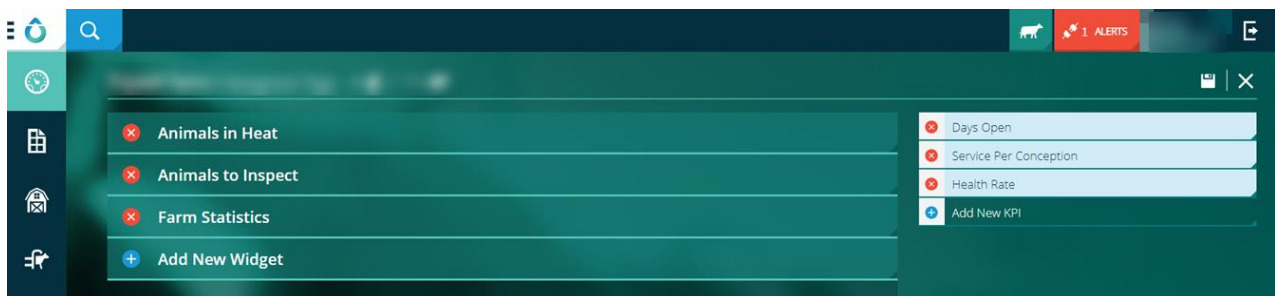 1 ALERTS
Animals in Heat
Animals to Inspect
Farm Statistics
Add New Widget
Days Open
Service Per Conception
Health Rate
Add New KPI